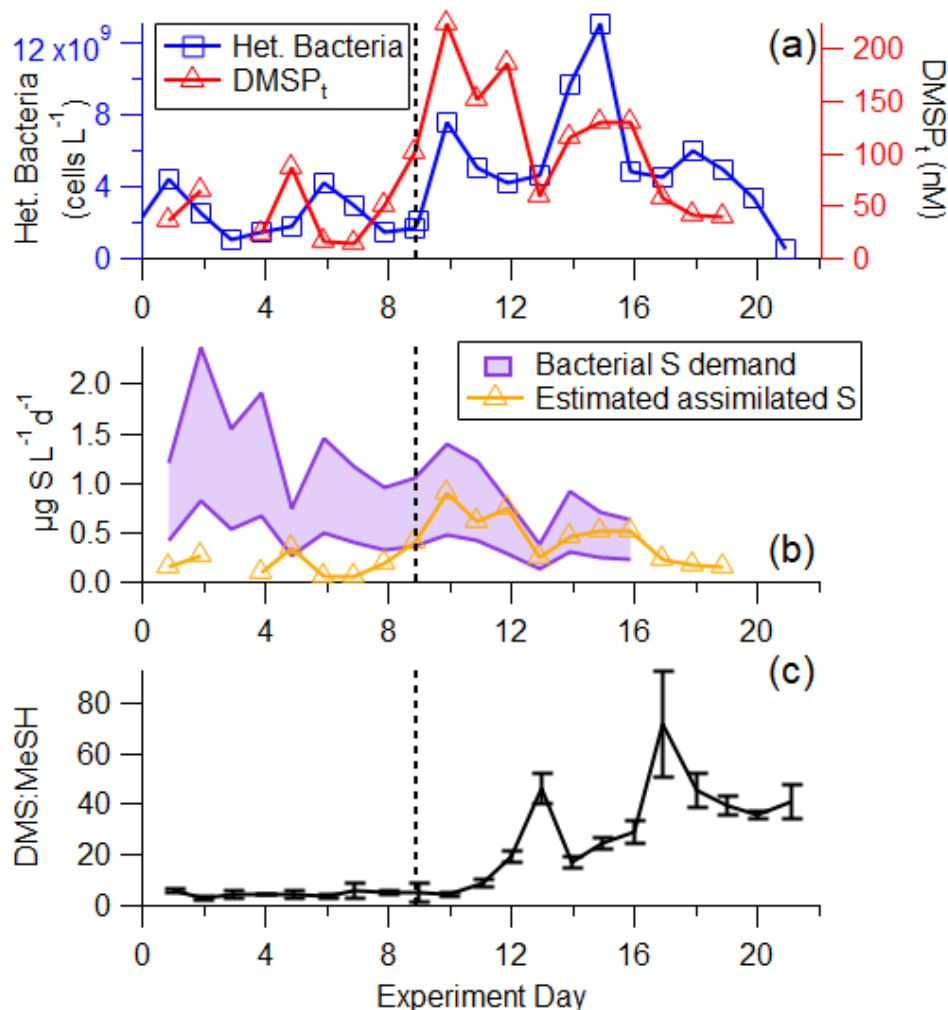 12 x10⁹
8
4
0
Het. Bacteria
(cells L⁻¹)
Het. Bacteria
DMSPₜ
(a)
200
150
100
50
0
DMSPₜ (nM)
0 4 8 12 16 20
2.0
1.5
1.0
0.5
0.0
µg S L⁻¹ d⁻¹
Bacterial S demand
Estimated assimilated S
(b)
0 4 8 12 16 20
(c)
80
60
40
20
0
DMS:MeSH
0 4 8 12 16 20
Experiment Day